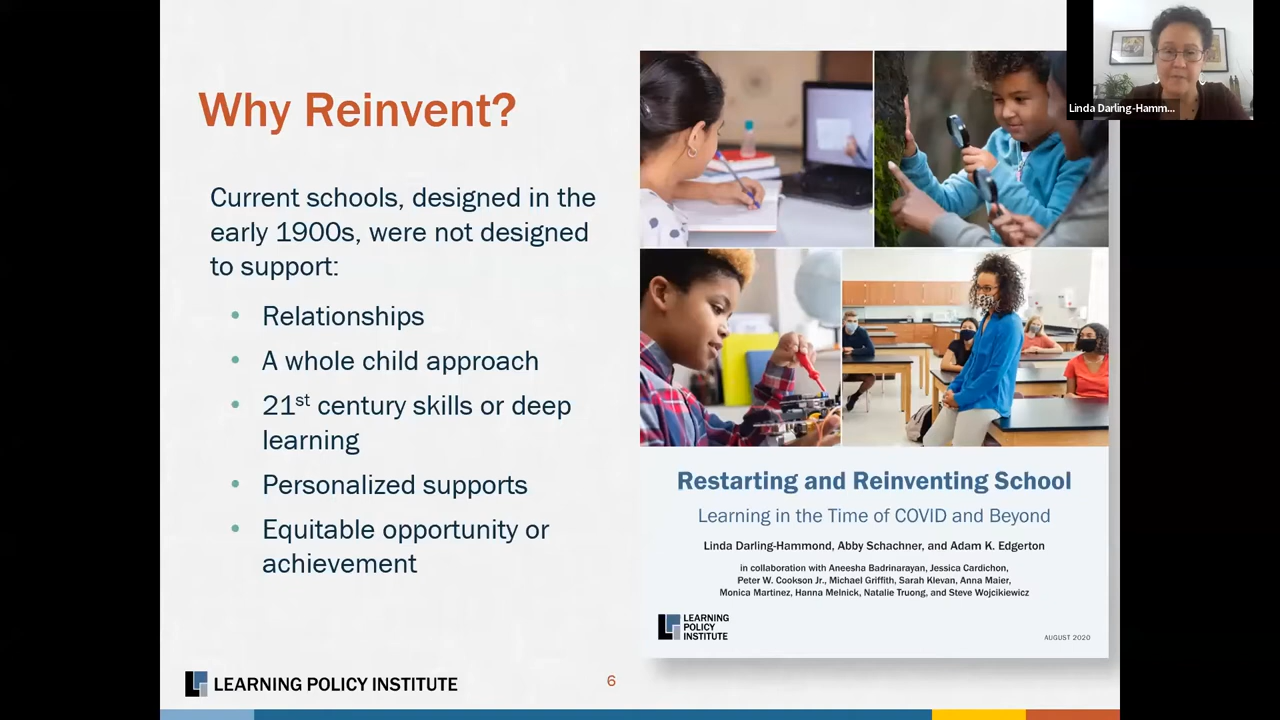 Why Reinvent?
Current schools, designed in the
early 1900s, were not designed
to support:
• Relationships
• A whole child approach
• 21st century skills or deep
learning
• Personalized supports
• Equitable opportunity or
achievement
LEARNING POLICY INSTITUTE
6
Restarting and Reinventing School
Learning in the Time of COVID and Beyond
Linda Darling-Hammond, Abby Schachner, and Adam K. Edgerton
in collaboration with Aneesha Badrinarayan, Jessica Cardichon,
Peter W. Cookson Jr., Michael Griffith, Sarah Klevan, Anna Maier,
Monica Martinez, Hanna Melnick, Natalie Truong, and Steve Wojcikiewicz
LEARNING
POLICY
INSTITUTE
AUGUST 2020
Linda Darling-Hamm...